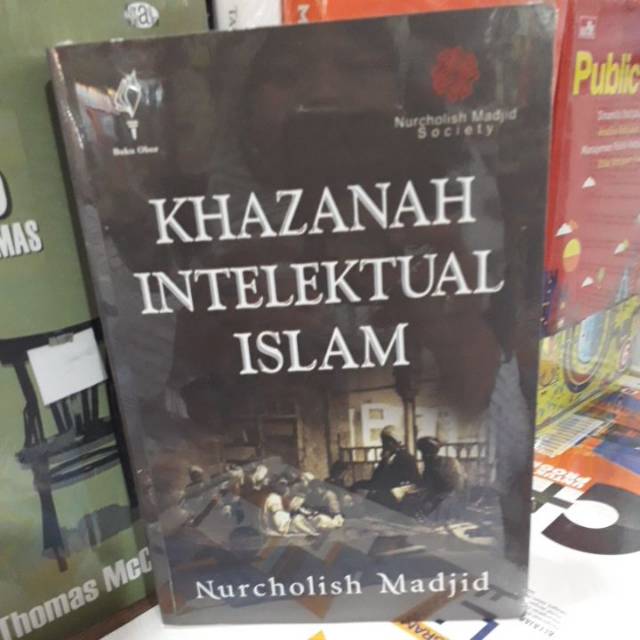 Buku Obor
Nurcholish Madjid
Society
KHAZANAH
INTELEKTUAL
ISLAM
Nurcholish Madjid
MAS
Thomas McC
Public